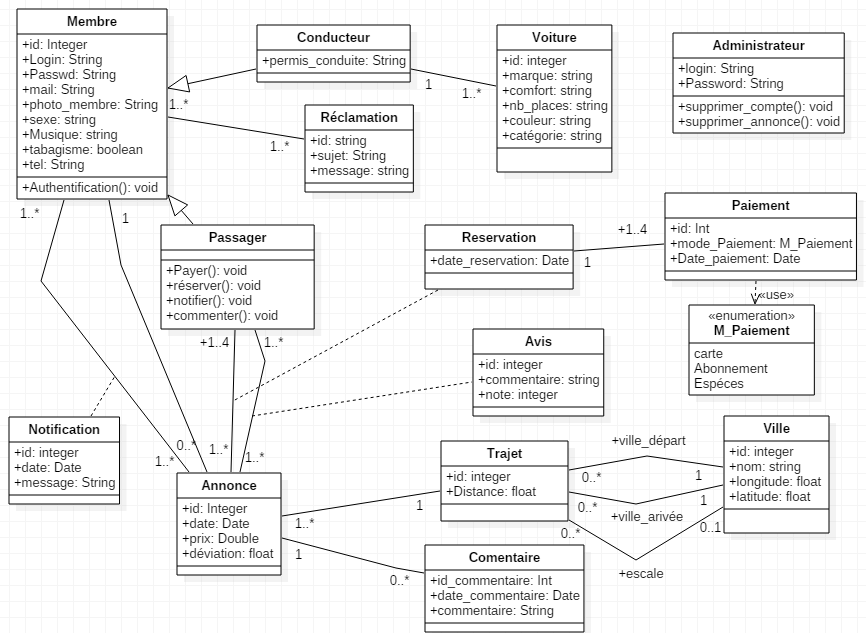 Membre
+id: Integer
+Login: String
+Passwd: String
+mail: String
+photo_membre: String
+sexe: string
+Musique: string
+tabagisme: boolean
+tel: String
+Authentification(): void
Conducteur
+permis_conduite: String
Voiture
+id: integer
+marque: string
+comfort: string
+nb_places: string
+couleur: string
+catégorie: string
Administrateur
+login: String
+Password: String
+supprimer_compte(): void
+supprimer_annonce(): void
1
1..*
1..*
1..*
Réclamation
+id: string
+sujet: String
+message: string
1..*
1
Passager
+Payer(): void
+réserver(): void
+notifier(): void
+commenter(): void
Reservation
+date_reservation: Date
+1..4
1
Paiement
+id: Int
+mode_Paiement: M_Paiement
+Date_paiement: Date
«use»
«enumeration»
M_Paiement
carte
Abonnement
Espéces
+1..4
1..*
Avis
+id: integer
+commentaire: string
+note: integer
Notification
+id: integer
+date: Date
+message: String
1..*
0..*
1..*
1..*
Annonce
+id: Integer
+date: Date
+prix: Double
+déviation: float
1..*
1
1
0..*
Trajet
+id: integer
+Distance: float
+ville_départ
0..*
1
0..*
1
+ville_arivée
0..*
0..1
+escale
Ville
+id: integer
+nom: string
+longitude: float
+latitude: float
Comentaire
+id_commentaire: Int
+date_commentaire: Date
+commentaire: String